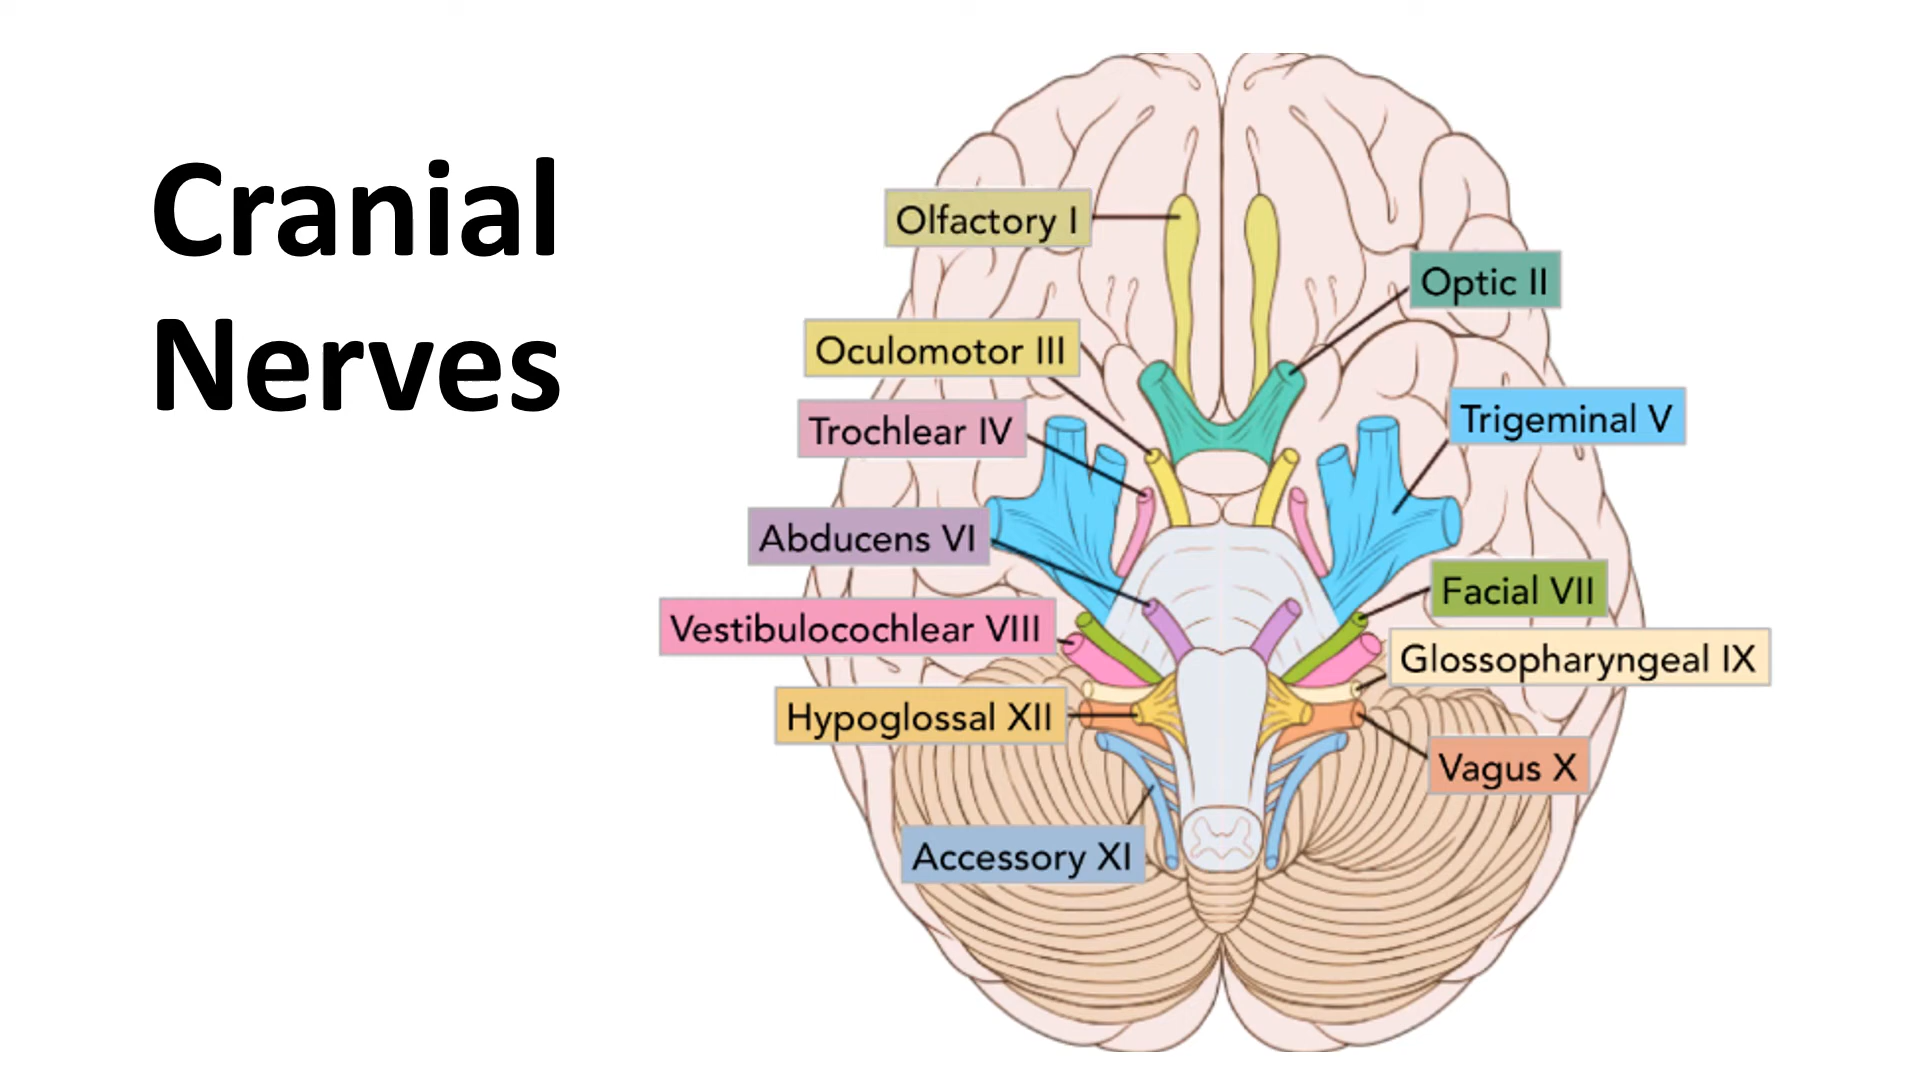 Cranial
Nerves
Olfactory I
Optic II
Oculomotor III
Trochlear IV
Trigeminal V
Abducens VI
Facial VII
Vestibulocochlear VIII
Glossopharyngeal IX
Hypoglossal XII
Vagus X
Accessory XI